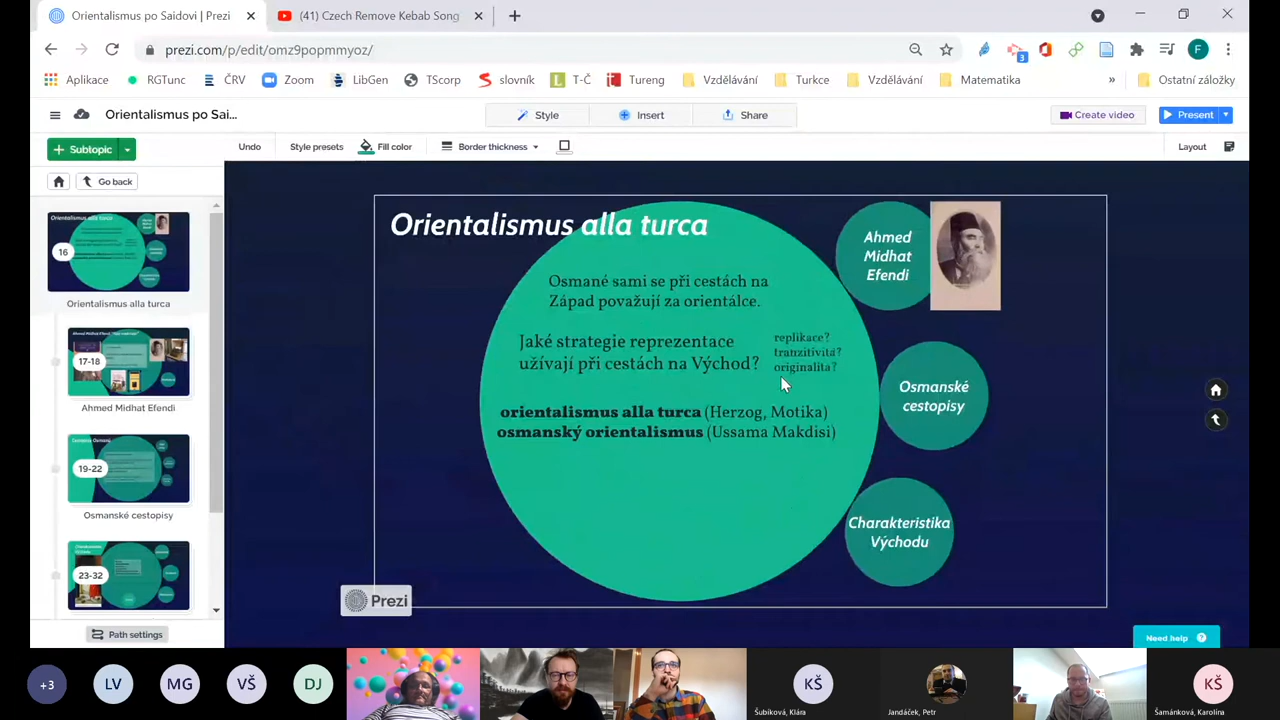 Orientalismus po Saidovi | Prezi
(41) Czech Remove Kebab Song
prezi.com/p/edit/omz9popmmyoz/
3
F
Aplikace
RGTunc
ČRV
Zoom
LibGen
TScorp
slovník
T-Č
Tureng
Vzdělávání
Turkce
Vzdělávání
Matematika
»
Ostatní záložky
Orientalismus po Sai...
Style
Insert
Share
Create video
Present
Subtopic
Undo
Style presets
Fill color
Border thickness
Layout
Go back
16
Orientalismus alla turca
17-18
Ahmed Midhat Efendi
19-22
Osmanské cestopisy
23-32
Path settings
Orientalismus alla turca
Osmané sami se při cestách na
Západ považují za orientálce.
Jaké strategie reprezentace
užívají při cestách na Východ?
replikace?
tranzitivita?
originalita?
orientalismus alla turca (Herzog, Motika)
osmanský orientalismus (Ussama Makdisi)
Ahmed
Midhat
Efendi
Osmanské
cestopisy
Charakteristika
Východu
Prezi
Need help ?
+3
LV
MG
VŠ
DJ
KŠ
Šubíková, Klára
Jandáček, Petr
KŠ
Šamánková, Karolína